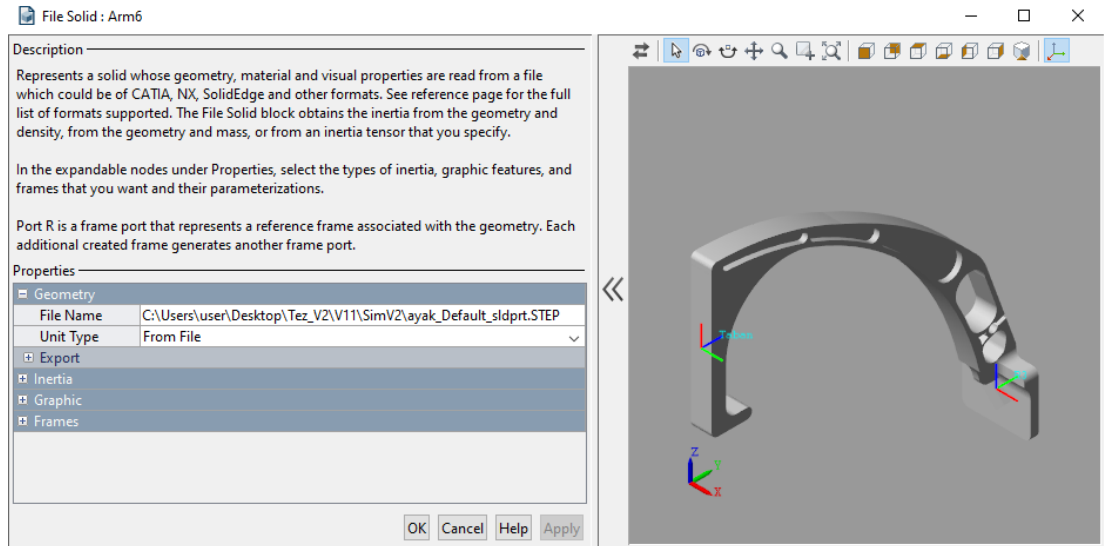 File Solid : Arm6
Description
Represents a solid whose geometry, material and visual properties are read from a file
which could be of CATIA, NX, SolidEdge and other formats. See reference page for the full
list of formats supported. The File Solid block obtains the inertia from the geometry and
density, from the geometry and mass, or from an inertia tensor that you specify.
In the expandable nodes under Properties, select the types of inertia, graphic features, and
frames that you want and their parameterizations.
Port R is a frame port that represents a reference frame associated with the geometry. Each
additional created frame generates another frame port.
Properties
Geometry
File Name C:\Users\user\Desktop\Tez_V2\V11\SimV2\ayak_Default_sldprt.STEP
Unit Type From File
Export
Inertia
Graphic
Frames
OK Cancel Help Apply
Taban
Z
Y
X